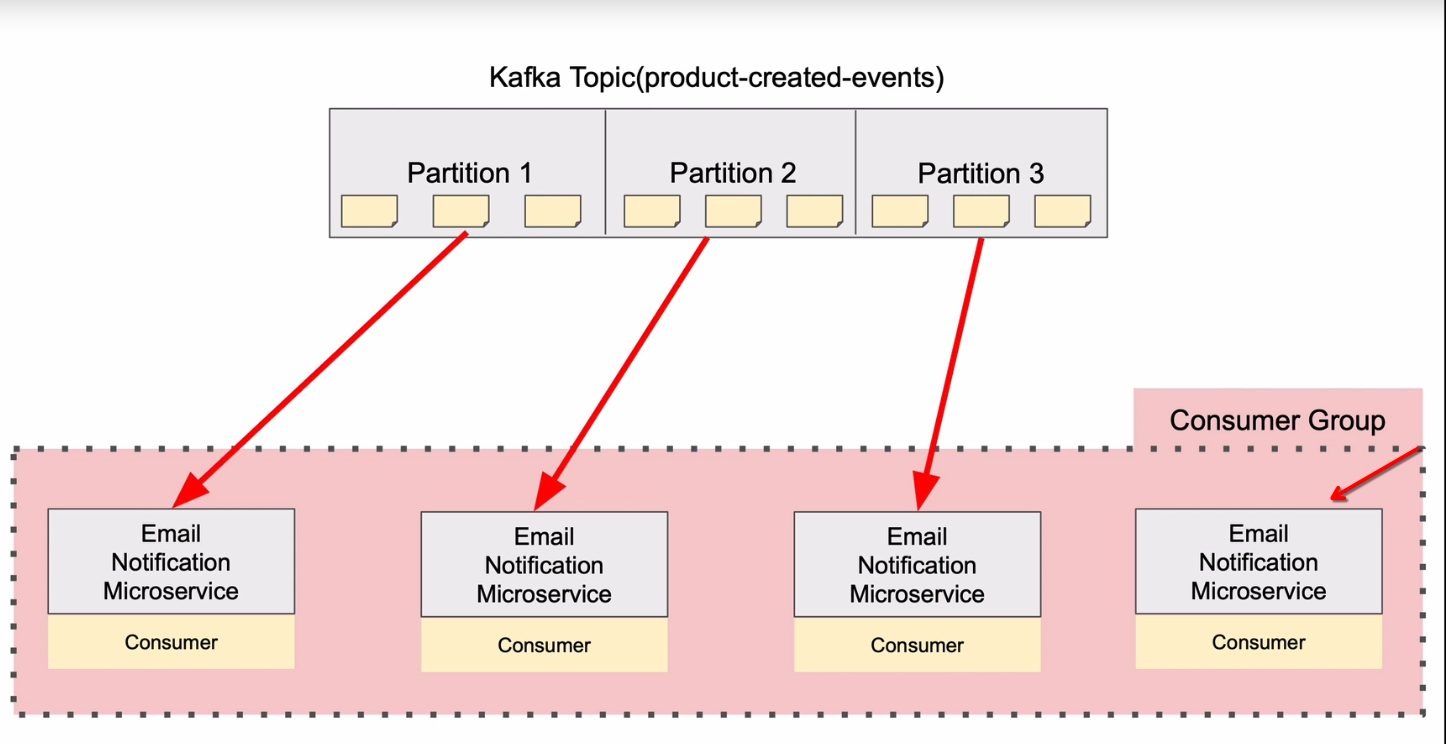 Kafka Topic(product-created-events)
Partition 1
Partition 2
Partition 3
Consumer Group
Email
Notification
Microservice
Consumer
Email
Notification
Microservice
Consumer
Email
Notification
Microservice
Consumer
Email
Notification
Microservice
Consumer